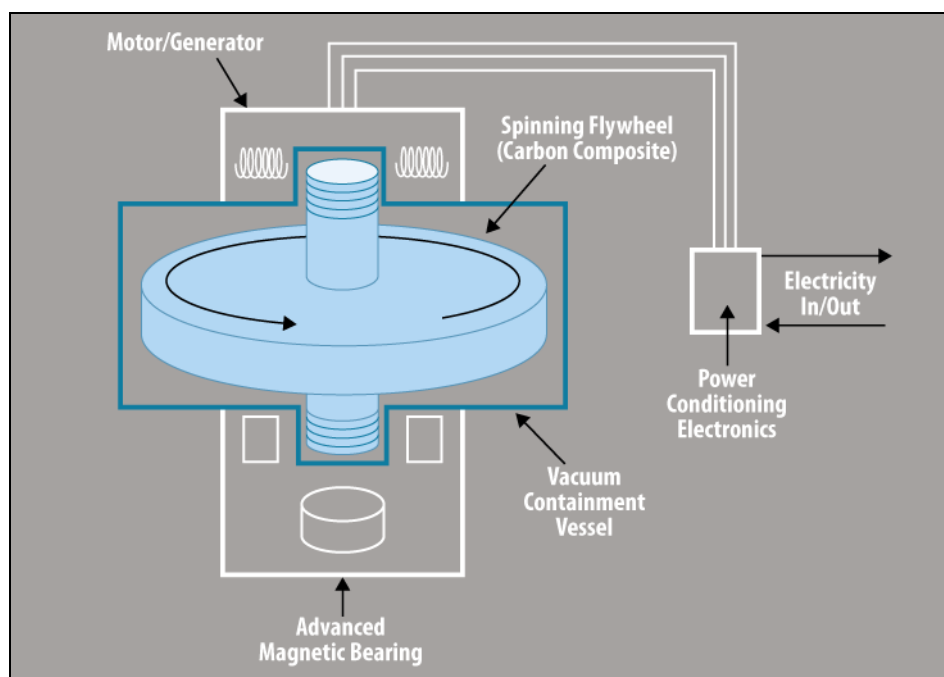 Motor/Generator
Spinning Flywheel
(Carbon Composite)
Electricity
In/Out
Power
Conditioning
Electronics
Vacuum
Containment
Vessel
Advanced
Magnetic Bearing